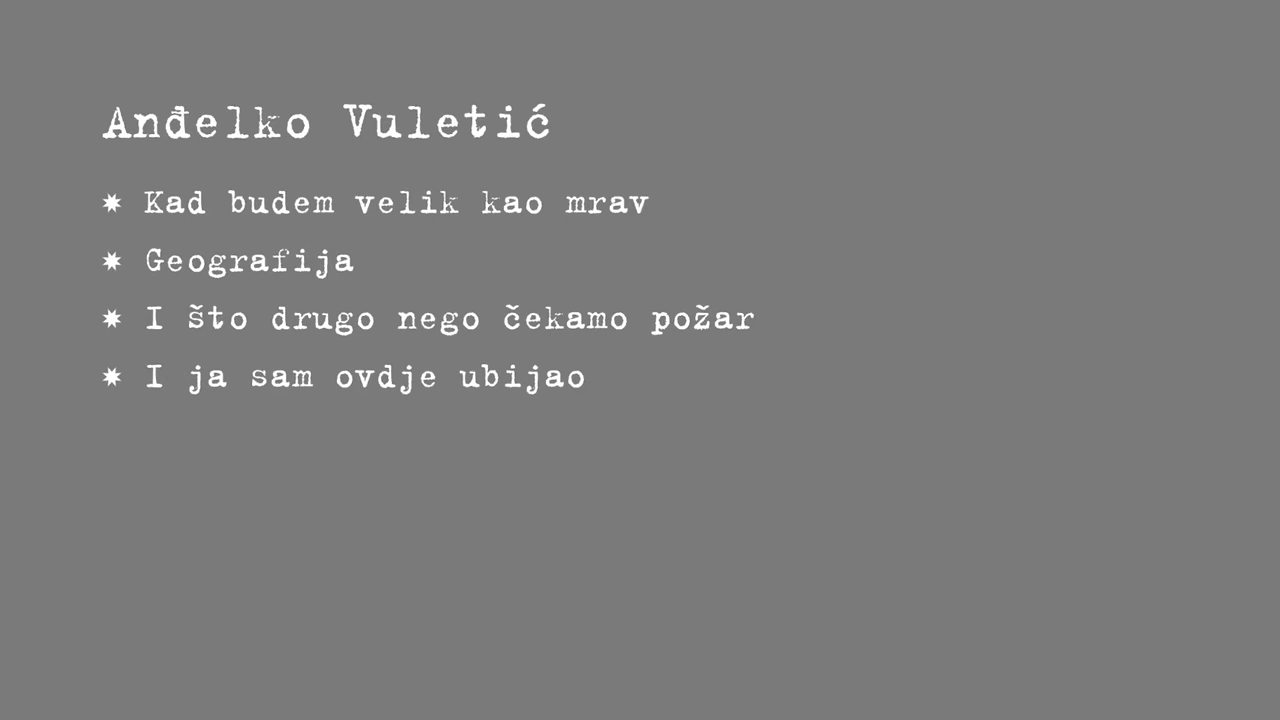 Anđelko Vuletić
✷ Kad budem velik kao mrav
✷ Geografija
✷ I što drugo nego čekamo požar
✷ I ja sam ovdje ubijao